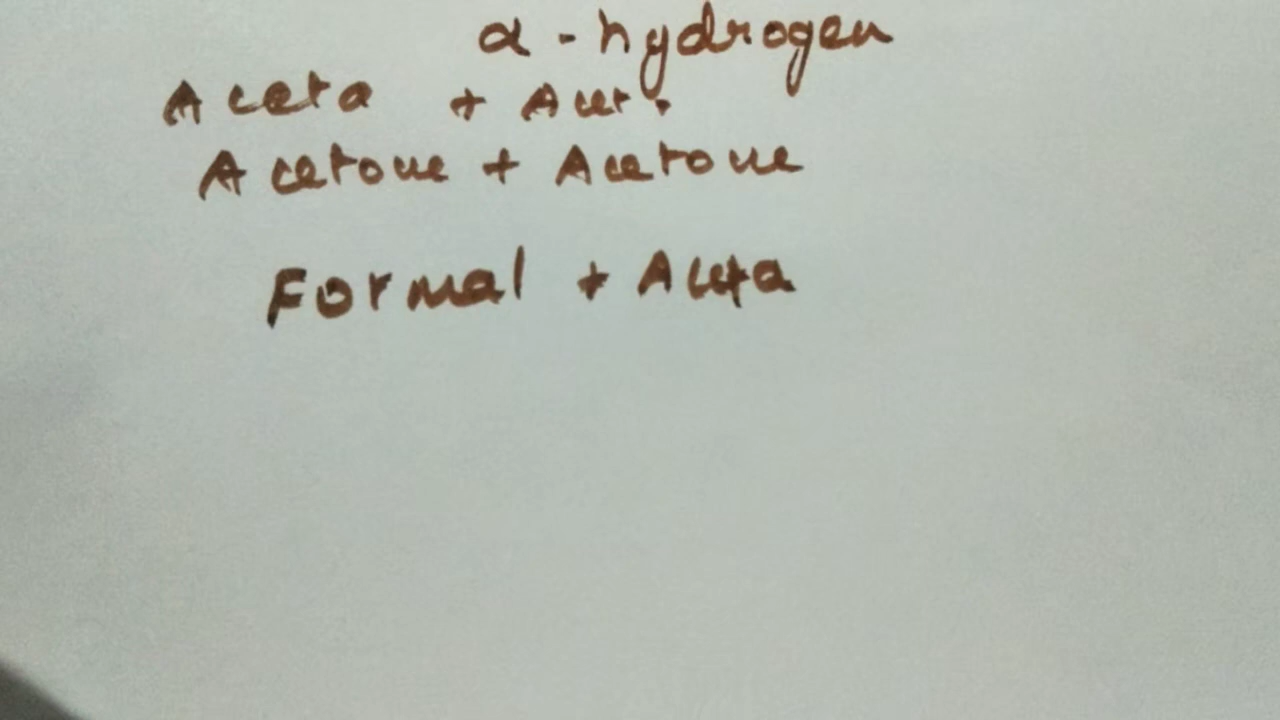 α - hydrogen
Aceta + Acet.
Acetone + Acetone
Formal + Aceta